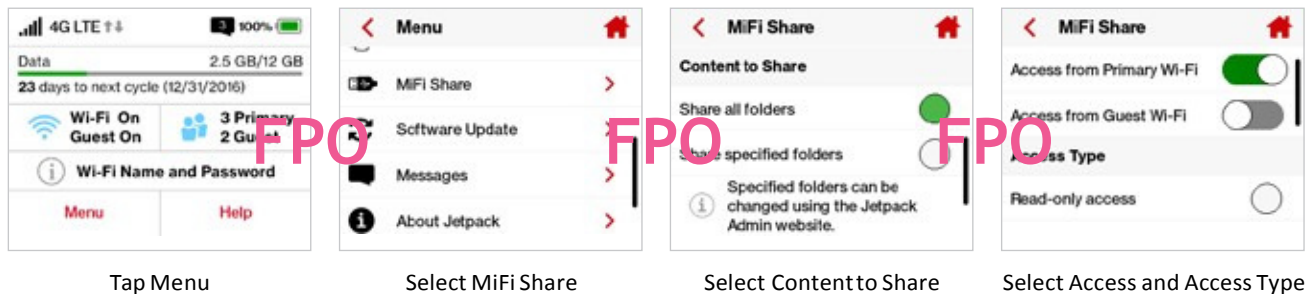 4G LTE 3 100%
Data 2.5 GB/12 GB
23 days to next cycle (12/31/2016)
Wi-Fi On
Guest On
3 Primary
2 Guest
Wi-Fi Name and Password
Menu Help
FPO
Tap Menu
Menu
MiFi Share
Software Update
Messages
About Jetpack
FPO
Select MiFi Share
MiFi Share
Content to Share
Share all folders
Share specified folders
Specified folders can be
changed using the Jetpack
Admin website.
FPO
Select Content to Share
MiFi Share
Access from Primary Wi-Fi
Access from Guest Wi-Fi
Access Type
Read-only access
Select Access and Access Type